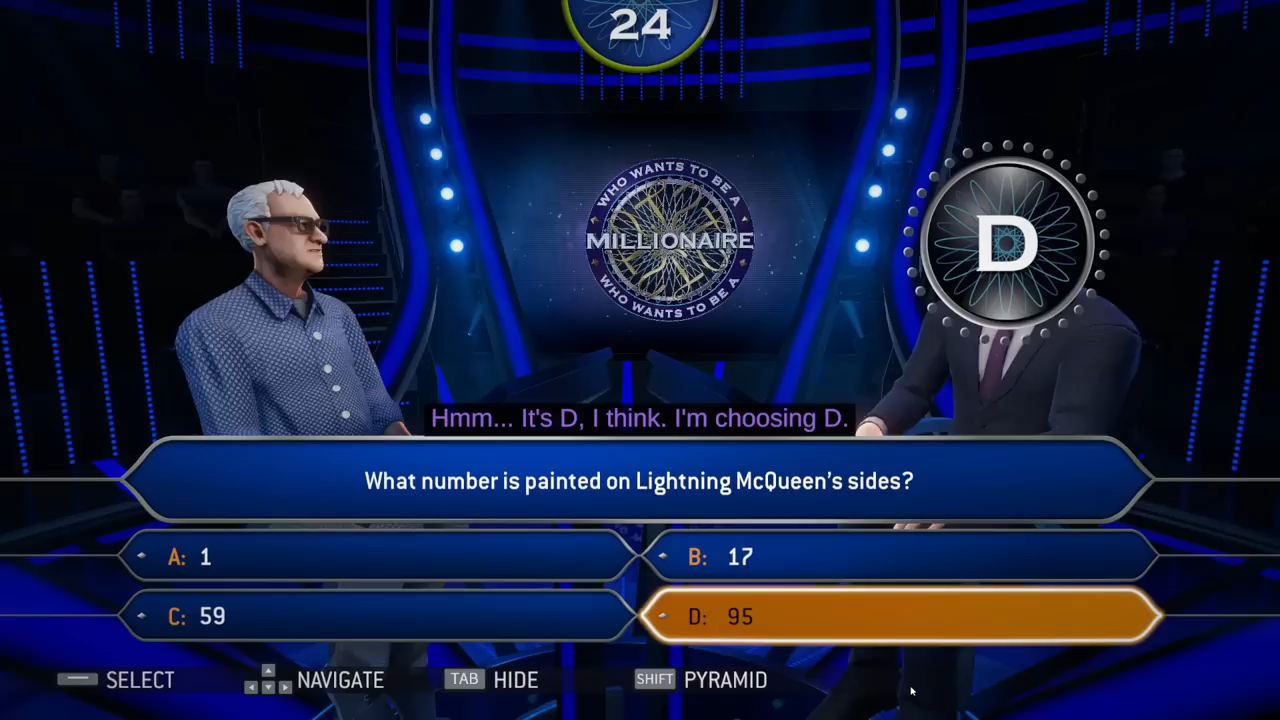 24
WHO WANTS TO BE A
MILLIONAIRE
WHO WANTS TO BE A
D
Hmm... It's D, I think. I'm choosing D.
What number is painted on Lightning McQueen's sides?
A: 1
B: 17
C: 59
D: 95
SELECT
NAVIGATE
TAB HIDE
SHIFT PYRAMID